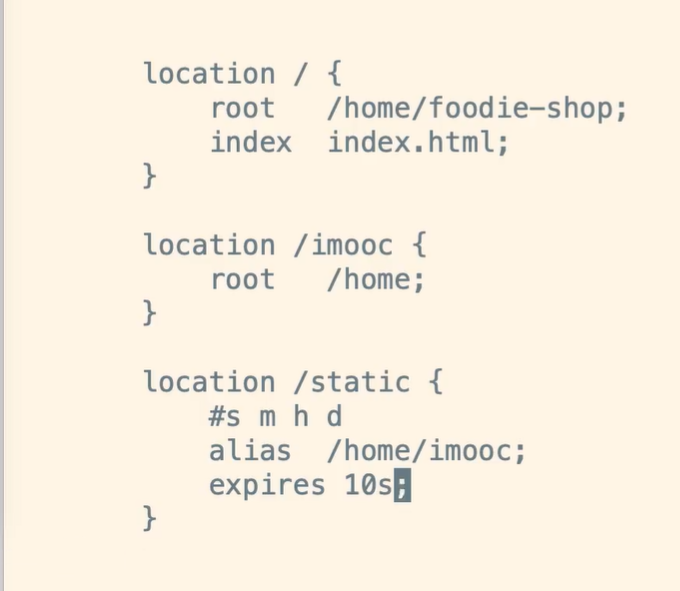 location / {
    root   /home/foodie-shop;
    index  index.html;
}
location /imooc {
    root   /home;
}
location /static {
    #s m h d
    alias  /home/imooc;
    expires 10s;
}